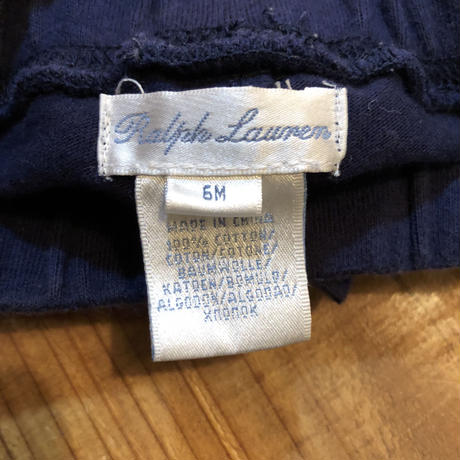 Ralph Lauren
6M
MADE IN CHINA
100% COTTON/
COTON/COTONE/
BAUMWOLLE/
KATOEN/BOMULD/
ALGODON/ALGODAO/
ХЛОПОК